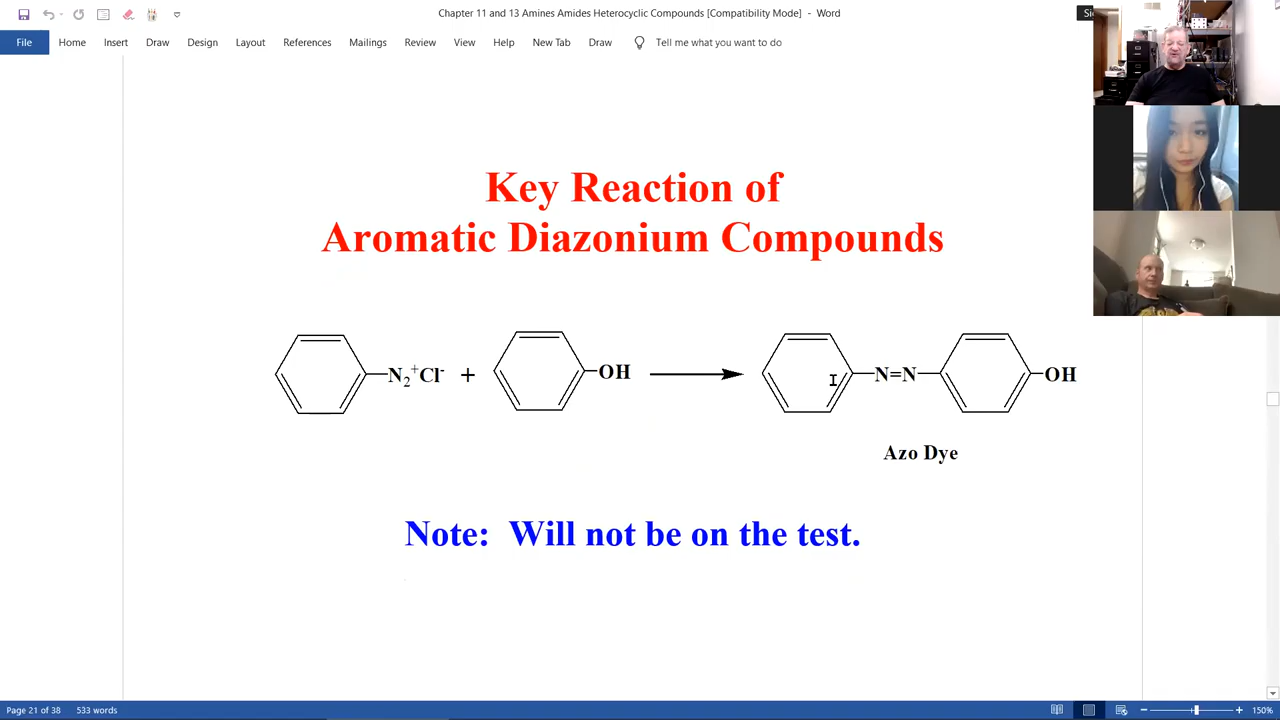 Chapter 11 and 13 Amines Amides Heterocyclic Compounds [Compatibility Mode] - Word
File Home Insert Draw Design Layout References Mailings Review View Help New Tab Draw Tell me what you want to do
Key Reaction of
Aromatic Diazonium Compounds
N₂⁺Cl⁻ + OH N=N OH
Azo Dye
Note: Will not be on the test.
Page 21 of 38 533 words 150%